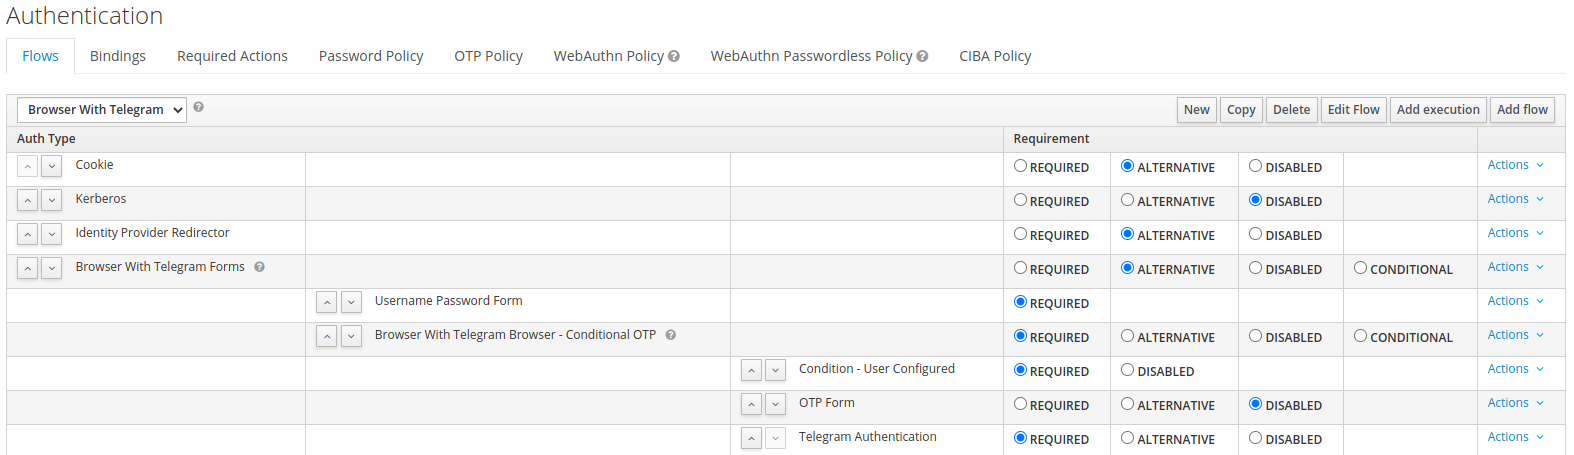 Authentication
Flows Bindings Required Actions Password Policy OTP Policy WebAuthn Policy ? WebAuthn Passwordless Policy ? CIBA Policy
Browser With Telegram ? New Copy Delete Edit Flow Add execution Add flow
Auth Type Requirement
Cookie REQUIRED ALTERNATIVE DISABLED Actions
Kerberos REQUIRED ALTERNATIVE DISABLED Actions
Identity Provider Redirector REQUIRED ALTERNATIVE DISABLED Actions
Browser With Telegram Forms ? REQUIRED ALTERNATIVE DISABLED CONDITIONAL Actions
Username Password Form REQUIRED Actions
Browser With Telegram Browser - Conditional OTP ? REQUIRED ALTERNATIVE DISABLED CONDITIONAL Actions
Condition - User Configured REQUIRED DISABLED Actions
OTP Form REQUIRED ALTERNATIVE DISABLED Actions
Telegram Authentication REQUIRED ALTERNATIVE DISABLED Actions